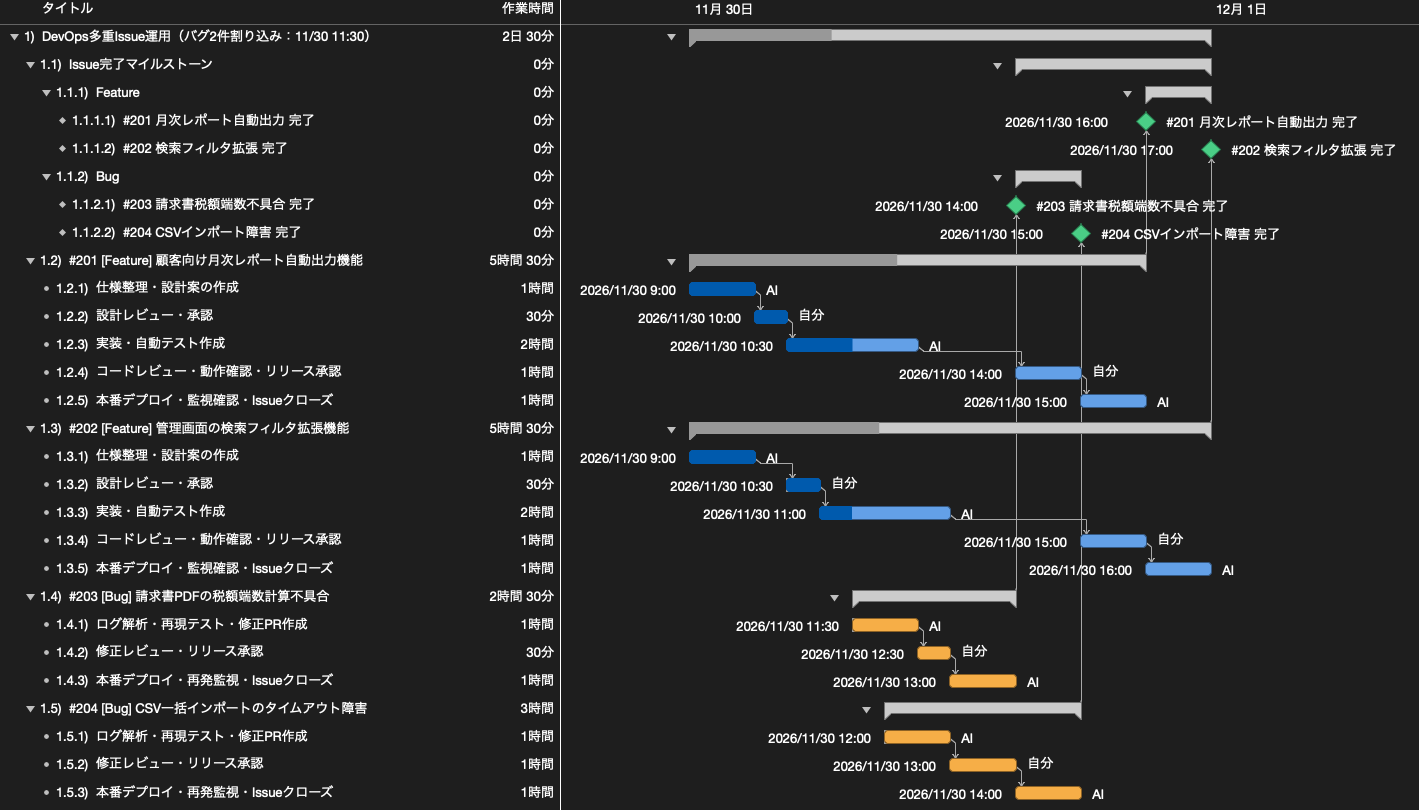 タイトル 作業時間 11月 30日 12月 1日
1) DevOps多重Issue運用（バグ2件割り込み：11/30 11:30） 2日 30分
1.1) Issue完了マイルストーン 0分
1.1.1) Feature 0分
1.1.1.1) #201 月次レポート自動出力 完了 0分 2026/11/30 16:00 #201 月次レポート自動出力 完了
1.1.1.2) #202 検索フィルタ拡張 完了 0分 2026/11/30 17:00 #202 検索フィルタ拡張 完了
1.1.2) Bug 0分
1.1.2.1) #203 請求書税額端数不具合 完了 0分 2026/11/30 14:00 #203 請求書税額端数不具合 完了
1.1.2.2) #204 CSVインポート障害 完了 0分 2026/11/30 15:00 #204 CSVインポート障害 完了
1.2) #201 [Feature] 顧客向け月次レポート自動出力機能 5時間 30分
1.2.1) 仕様整理・設計案の作成 1時間 2026/11/30 9:00 AI
1.2.2) 設計レビュー・承認 30分 2026/11/30 10:00 自分
1.2.3) 実装・自動テスト作成 2時間 2026/11/30 10:30 AI
1.2.4) コードレビュー・動作確認・リリース承認 1時間 2026/11/30 14:00 自分
1.2.5) 本番デプロイ・監視確認・Issueクローズ 1時間 2026/11/30 15:00 AI
1.3) #202 [Feature] 管理画面の検索フィルタ拡張機能 5時間 30分
1.3.1) 仕様整理・設計案の作成 1時間 2026/11/30 9:00 AI
1.3.2) 設計レビュー・承認 30分 2026/11/30 10:30 自分
1.3.3) 実装・自動テスト作成 2時間 2026/11/30 11:00 AI
1.3.4) コードレビュー・動作確認・リリース承認 1時間 2026/11/30 15:00 自分
1.3.5) 本番デプロイ・監視確認・Issueクローズ 1時間 2026/11/30 16:00 AI
1.4) #203 [Bug] 請求書PDFの税額端数計算不具合 2時間 30分
1.4.1) ログ解析・再現テスト・修正PR作成 1時間 2026/11/30 11:30 AI
1.4.2) 修正レビュー・リリース承認 30分 2026/11/30 12:30 自分
1.4.3) 本番デプロイ・再発監視・Issueクローズ 1時間 2026/11/30 13:00 AI
1.5) #204 [Bug] CSV一括インポートのタイムアウト障害 3時間
1.5.1) ログ解析・再現テスト・修正PR作成 1時間 2026/11/30 12:00 AI
1.5.2) 修正レビュー・リリース承認 1時間 2026/11/30 13:00 自分
1.5.3) 本番デプロイ・再発監視・Issueクローズ 1時間 2026/11/30 14:00 AI